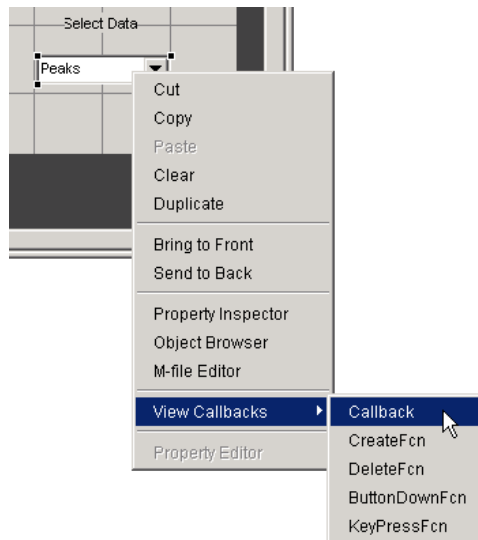 Select Data
Peaks
Cut
Copy
Paste
Clear
Duplicate
Bring to Front
Send to Back
Property Inspector
Object Browser
M-file Editor
View Callbacks
Property Editor
Callback
CreateFcn
DeleteFcn
ButtonDownFcn
KeyPressFcn